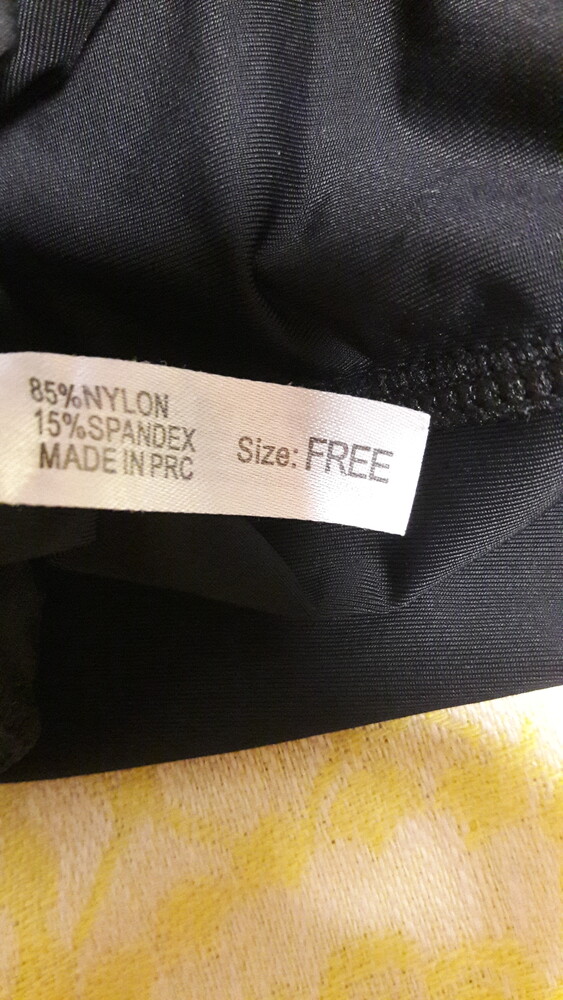 85%NYLON
15%SPANDEX
MADE IN PRC
Size: FREE